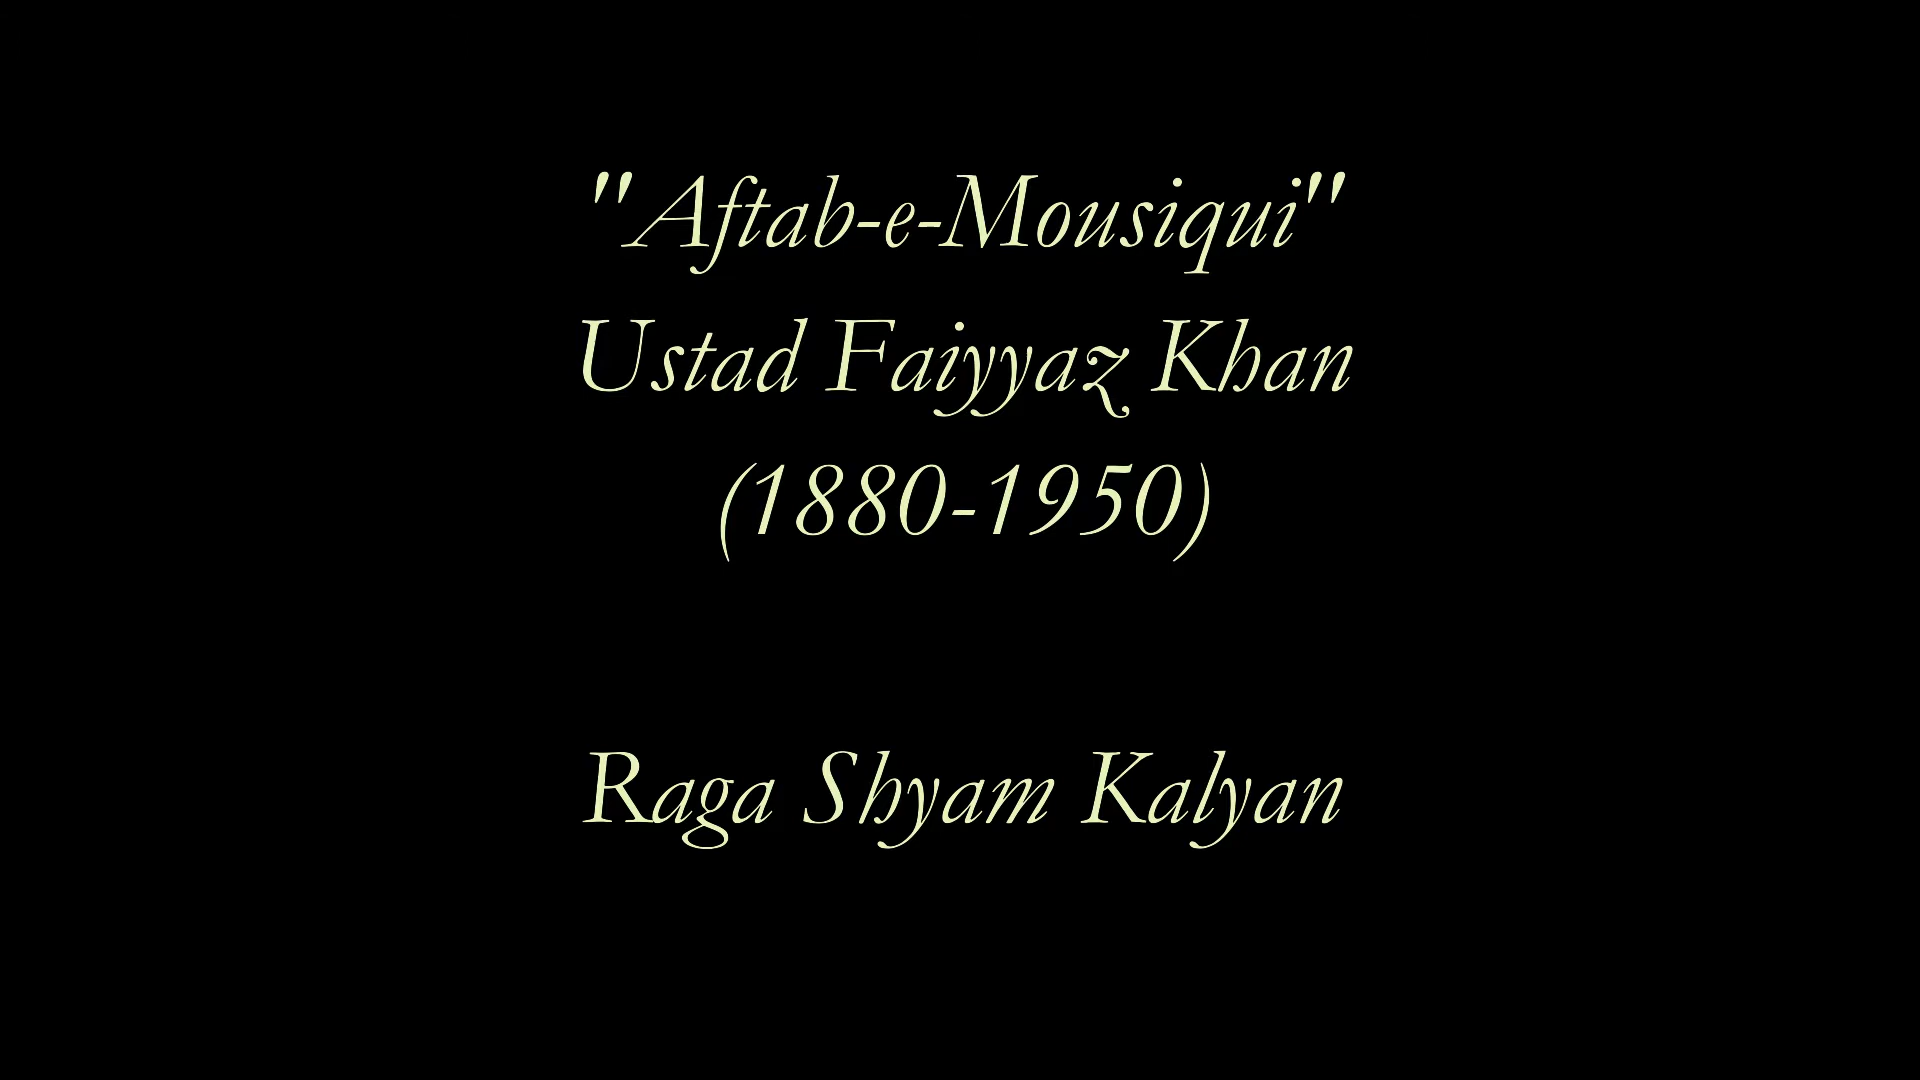 "Aftab-e-Mousiqui"
Ustad Faiyyaz Khan
(1880-1950)
Raga Shyam Kalyan